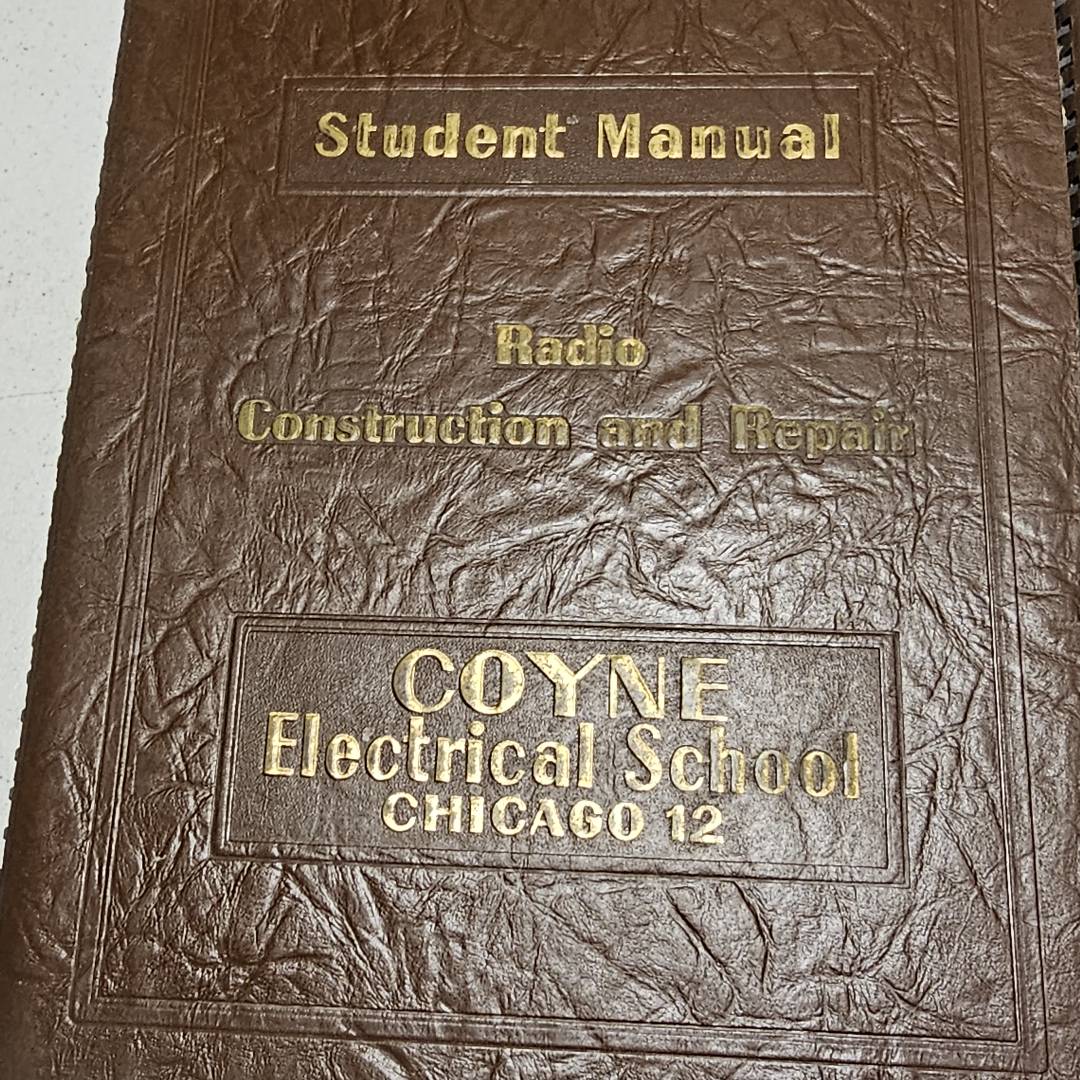 Student Manual
Radio
Construction and Repair
COYNE
Electrical School
CHICAGO 12